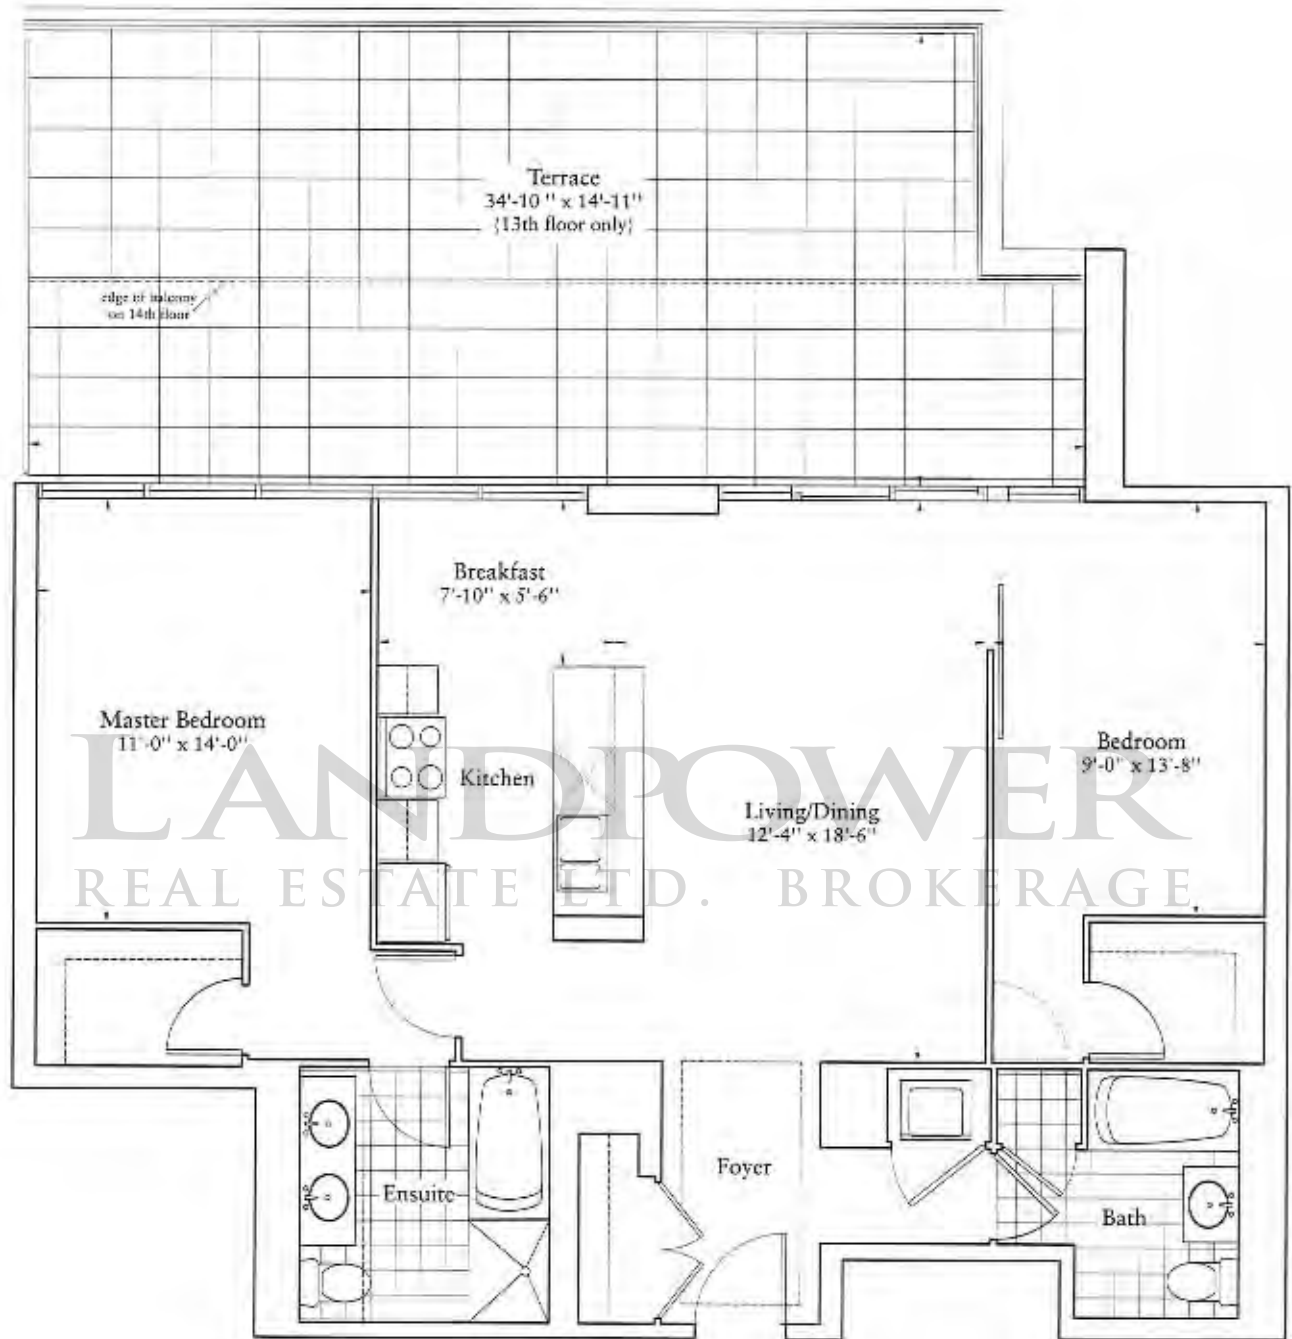 Terrace
34'-10" x 14'-11"
(13th floor only)
edge of balcony
on 14th floor
Breakfast
7'-10" x 5'-6"
Master Bedroom
11'-0" x 14'-0"
Kitchen
Bedroom
9'-0" x 13'-8"
Living/Dining
12'-4" x 18'-6"
LANDPOWER
REAL ESTATE LTD. BROKERAGE
Foyer
Ensuite
Bath